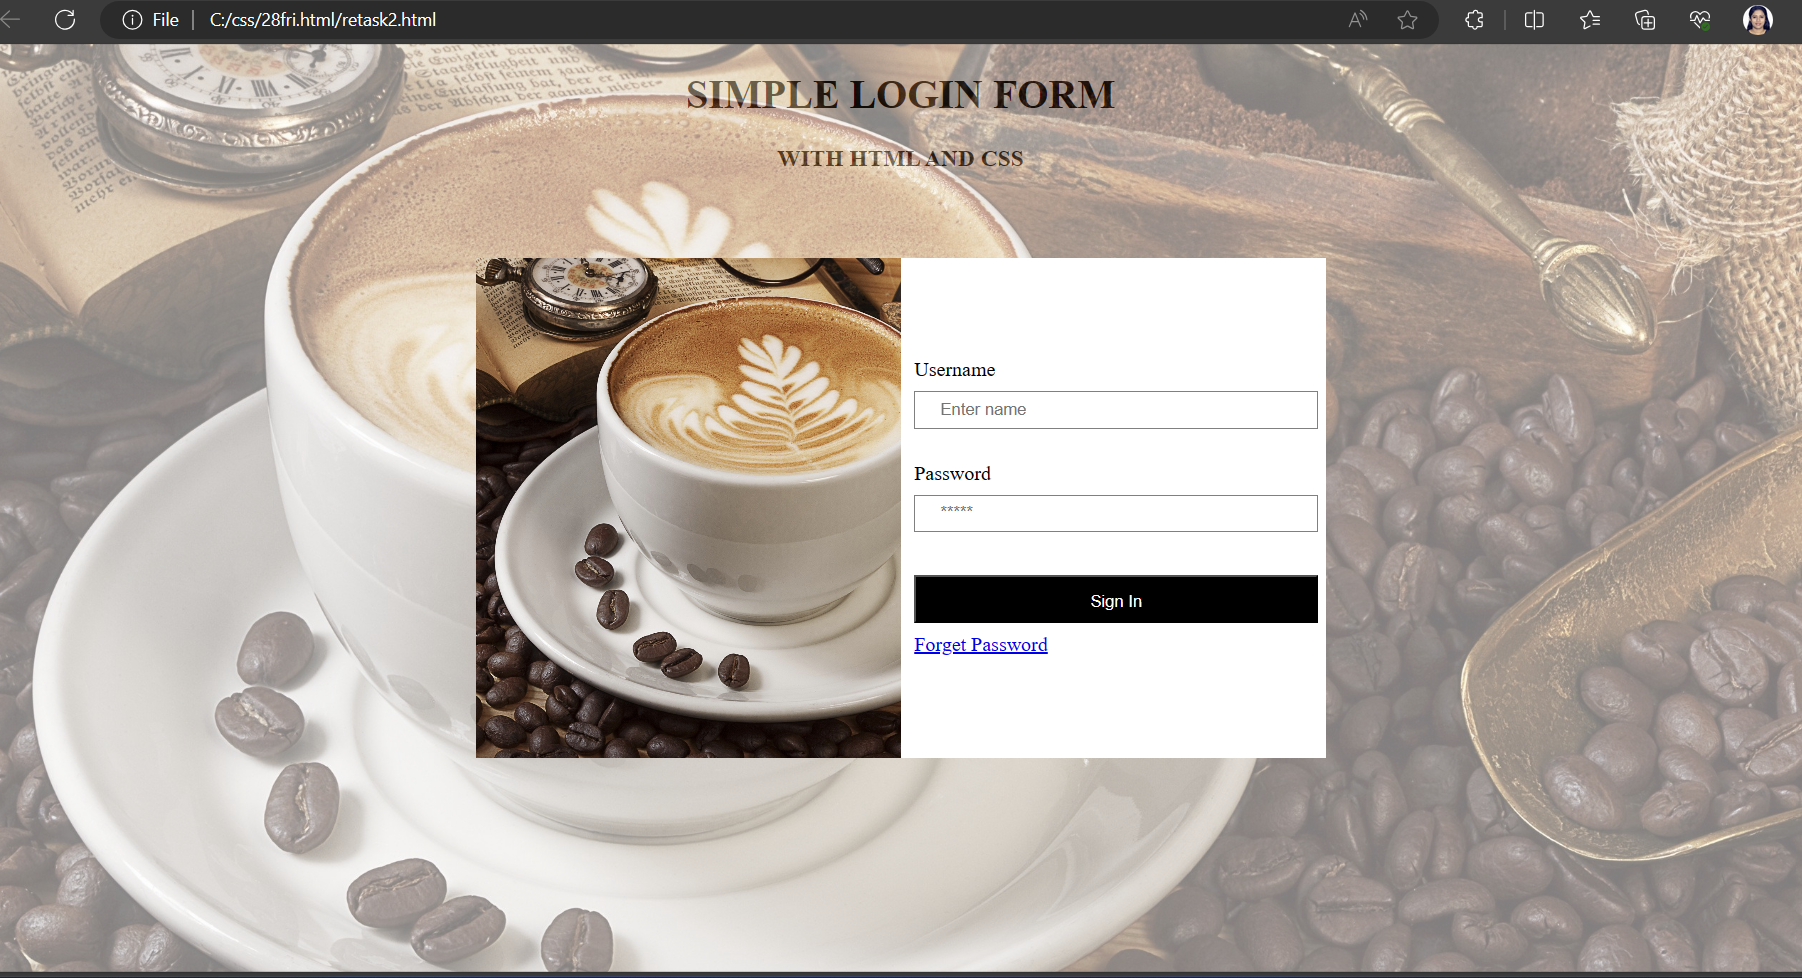 File
C:/css/28fri.html/retask2.html
SIMPLE LOGIN FORM
WITH HTML AND CSS
Username
Enter name
Password
*****
Sign In
Forget Password